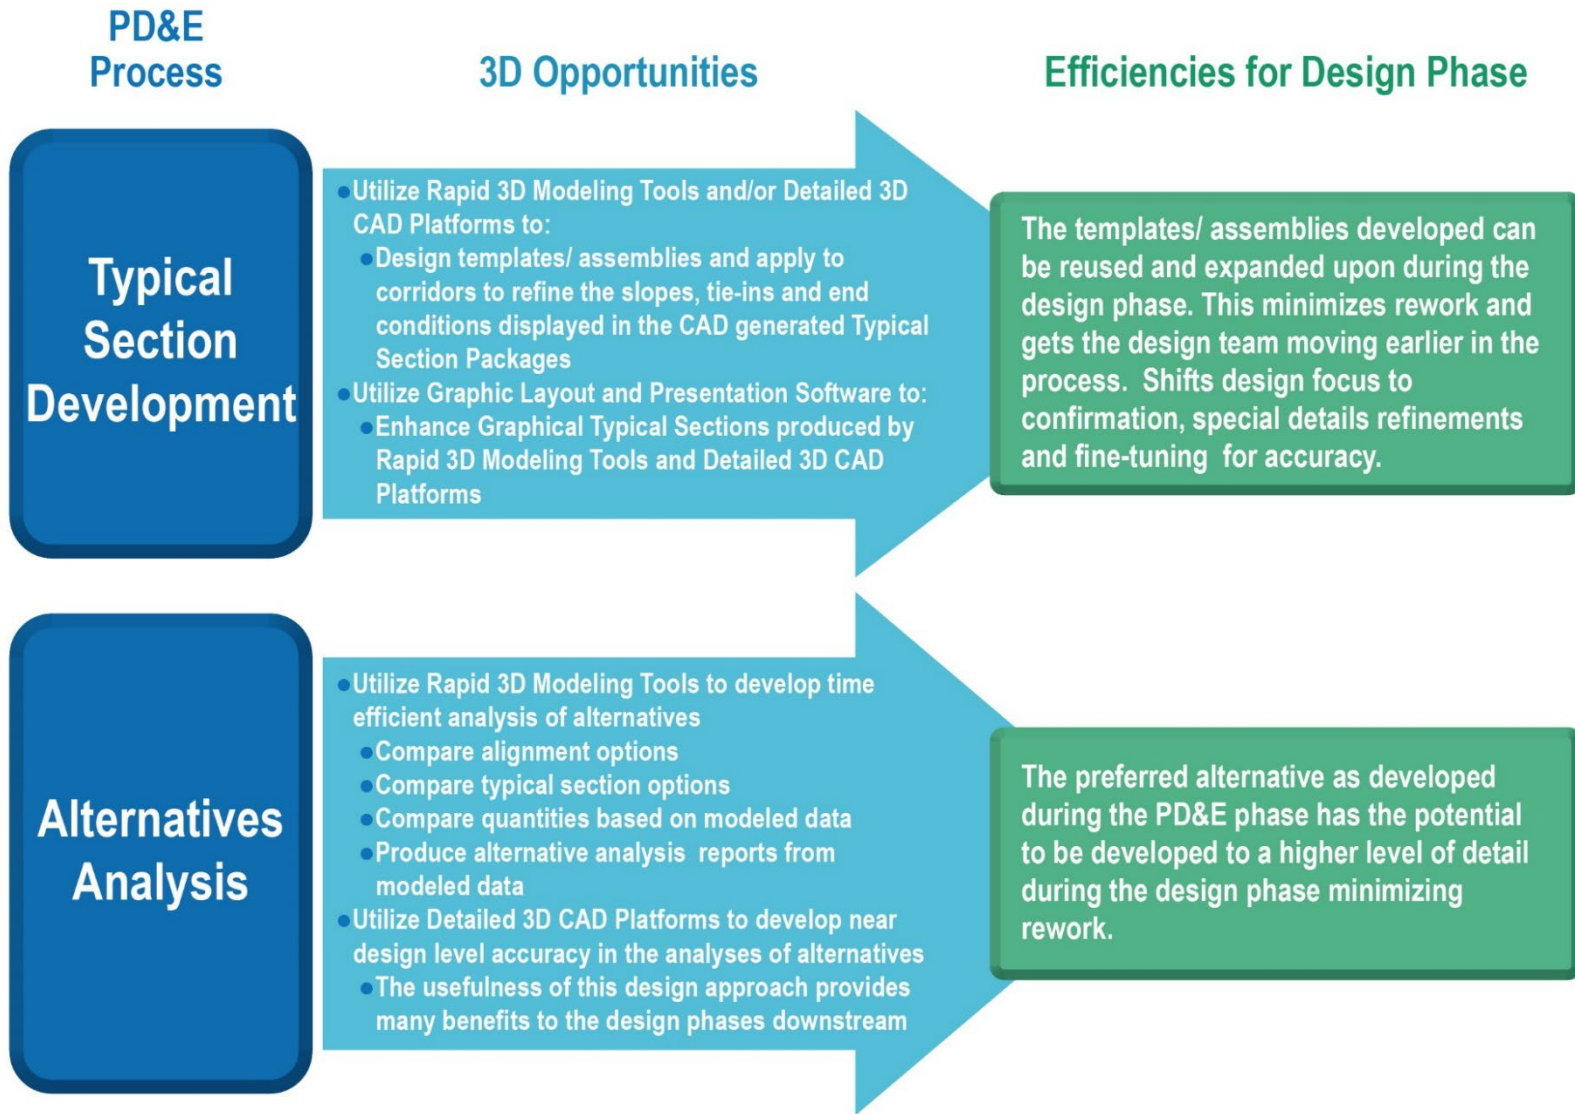 PD&E
Process
3D Opportunities
Efficiencies for Design Phase
Typical
Section
Development
●Utilize Rapid 3D Modeling Tools and/or Detailed 3D
CAD Platforms to:
●Design templates/ assemblies and apply to
corridors to refine the slopes, tie-ins and end
conditions displayed in the CAD generated Typical
Section Packages
●Utilize Graphic Layout and Presentation Software to:
●Enhance Graphical Typical Sections produced by
Rapid 3D Modeling Tools and Detailed 3D CAD
Platforms
The templates/ assemblies developed can
be reused and expanded upon during the
design phase. This minimizes rework and
gets the design team moving earlier in the
process.  Shifts design focus to
confirmation, special details refinements
and fine-tuning  for accuracy.
Alternatives
Analysis
●Utilize Rapid 3D Modeling Tools to develop time
efficient analysis of alternatives
●Compare alignment options
●Compare typical section options
●Compare quantities based on modeled data
●Produce alternative analysis  reports from
modeled data
●Utilize Detailed 3D CAD Platforms to develop near
design level accuracy in the analyses of alternatives
●The usefulness of this design approach provides
many benefits to the design phases downstream
The preferred alternative as developed
during the PD&E phase has the potential
to be developed to a higher level of detail
during the design phase minimizing
rework.